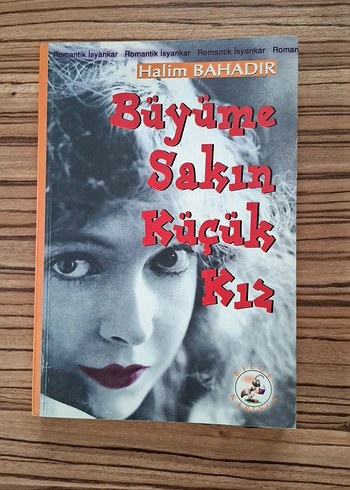 Romantik İsyankar Romantik İsyankar Romantik İsyankar Roman
Halim BAHADIR
Büyüme
Sakın
Küçük
Kız